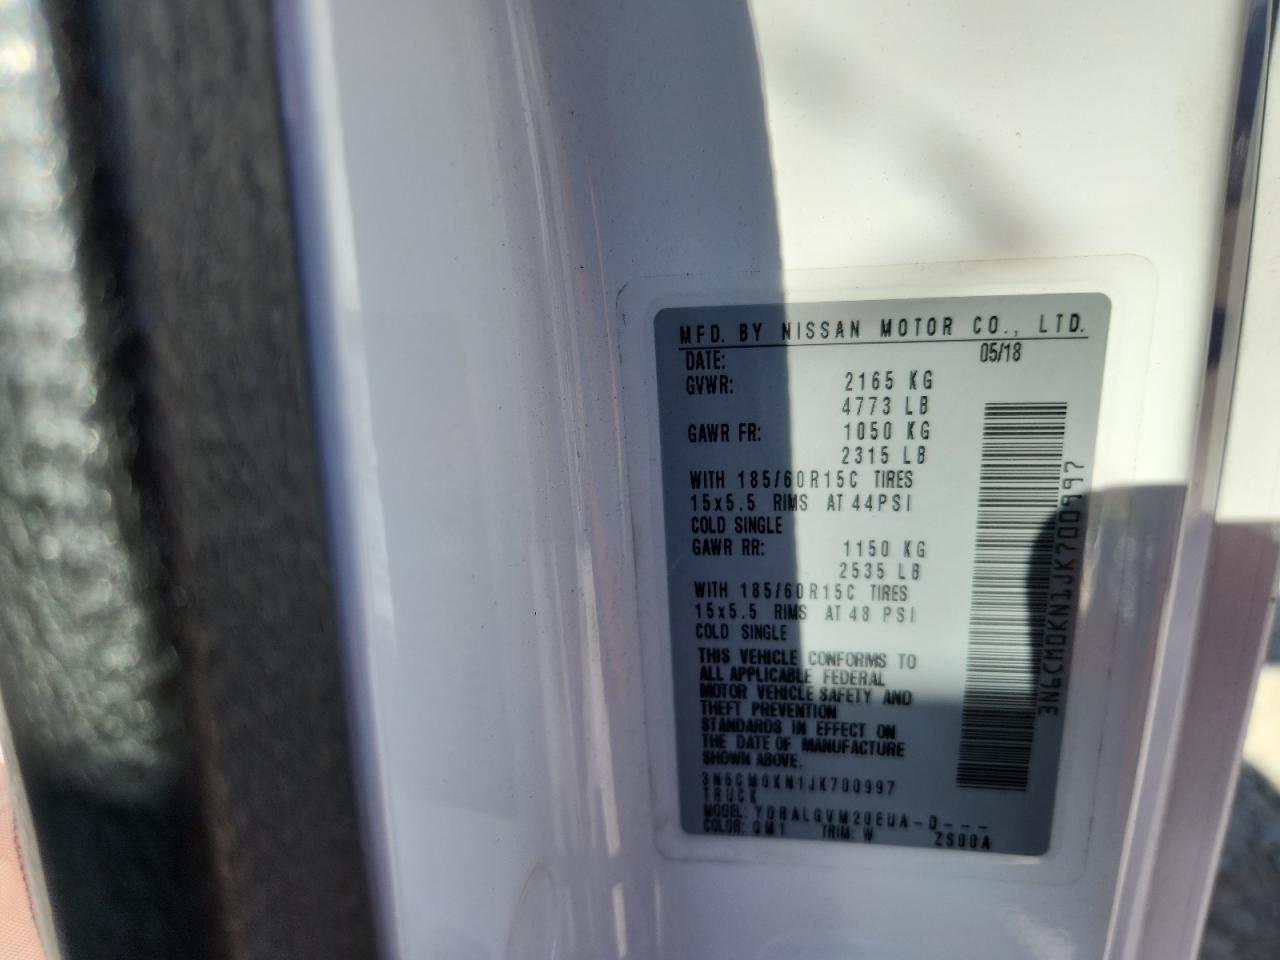 MFD. BY NISSAN MOTOR CO., LTD.
DATE: 05/18
GVWR: 2165 KG
4773 LB
GAWR FR: 1050 KG
2315 LB
WITH 185/60R15C TIRES
15x5.5 RIMS AT 44PSI
COLD SINGLE
GAWR RR: 1150 KG
2535 LB
WITH 185/60R15C TIRES
15x5.5 RIMS AT 48 PSI
COLD SINGLE
THIS VEHICLE CONFORMS TO
ALL APPLICABLE FEDERAL
MOTOR VEHICLE SAFETY AND
THEFT PREVENTION
STANDARDS IN EFFECT ON
THE DATE OF MANUFACTURE
SHOWN ABOVE.
3N6CM0KN1JK700997
TRUCK
MODEL:
COLOR: QM1 TRIM: W ZS00A
3N6CM0KN1JK700997